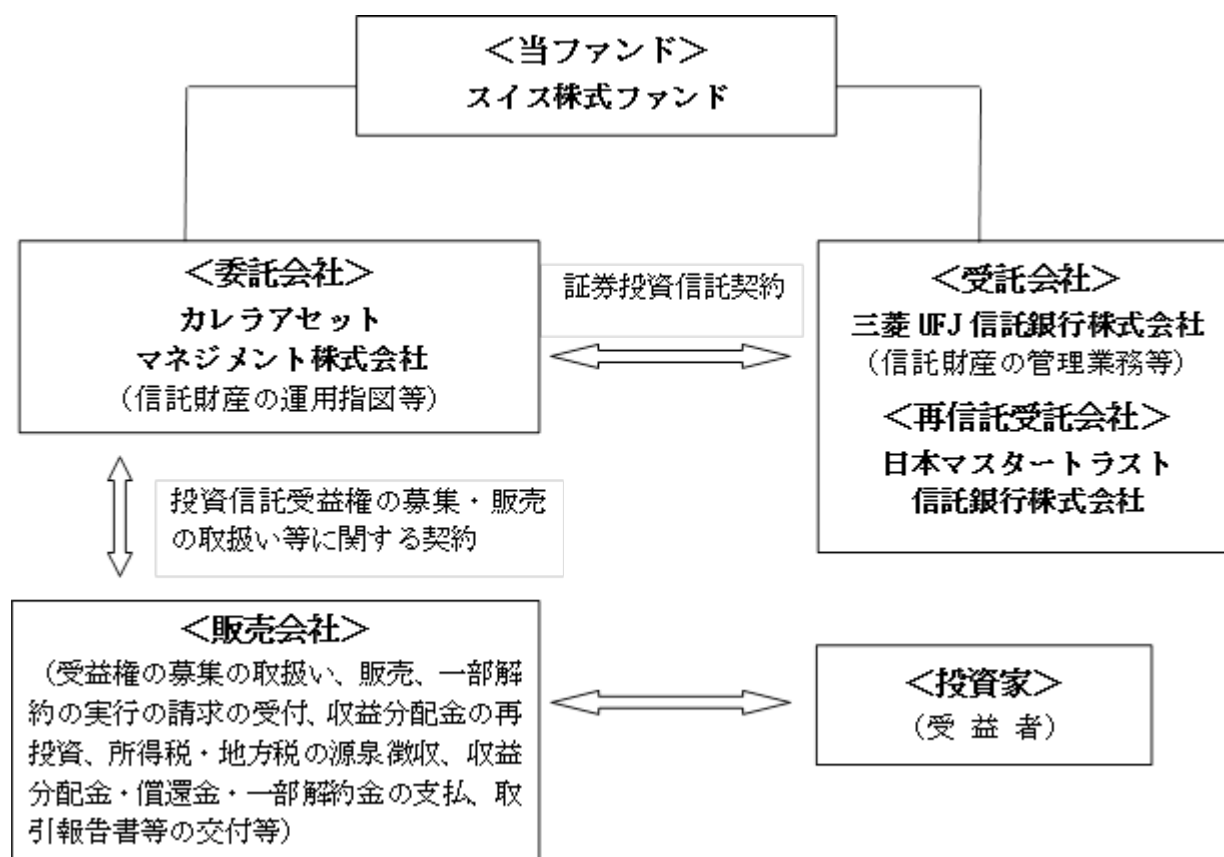 ＜当ファンド＞
スイス株式ファンド
＜委託会社＞
カレラアセット
マネジメント株式会社
（信託財産の運用指図等）
証券投資信託契約
＜受託会社＞
三菱 UFJ 信託銀行株式会社
（信託財産の管理業務等）
＜再信託受託会社＞
日本マスタートラスト
信託銀行株式会社
投資信託受益権の募集・販売
の取扱い等に関する契約
＜販売会社＞
（受益権の募集の取扱い、販売、一部解
約の実行の請求の受付、収益分配金の再
投資、所得税・地方税の源泉徴収、収益
分配金・償還金・一部解約金の支払、取
引報告書等の交付等）
＜投資家＞
（受 益 者）